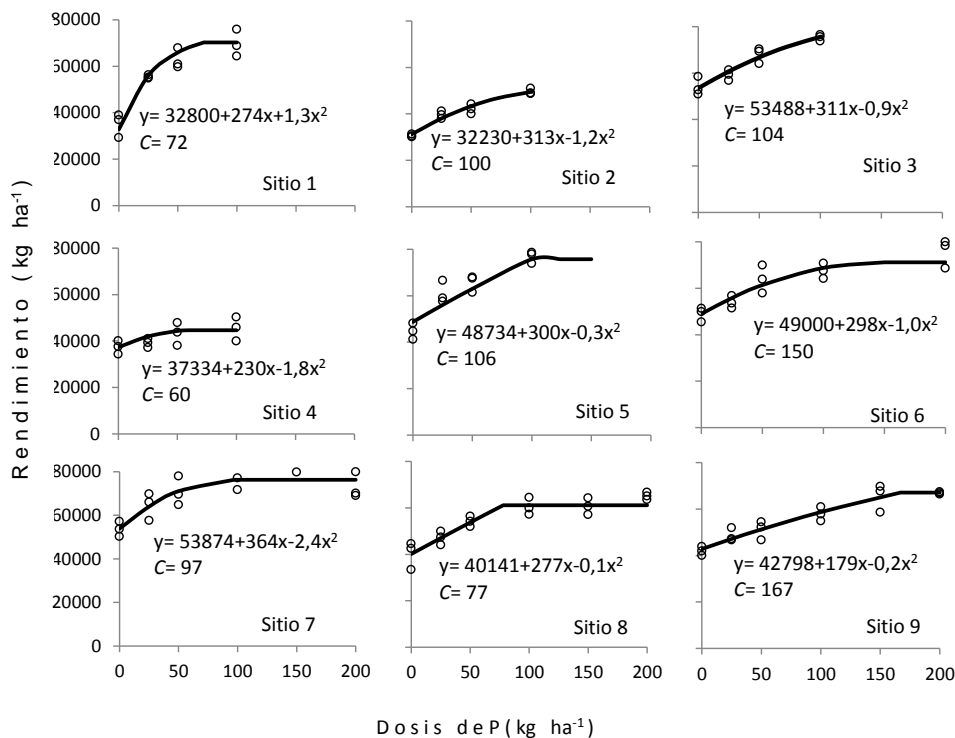 80000
60000
40000
20000
0
y= 32800+274x+1,3x²
C= 72
Sitio 1
y= 32230+313x-1,2x²
C= 100
Sitio 2
y= 53488+311x-0,9x²
C= 104
Sitio 3
Rendimiento (kg ha⁻¹)
80000
60000
40000
20000
0
y= 37334+230x-1,8x²
C= 60
Sitio 4
y= 48734+300x-0,3x²
C= 106
Sitio 5
y= 49000+298x-1,0x²
C= 150
Sitio 6
80000
60000
40000
20000
0
y= 53874+364x-2,4x²
C= 97
Sitio 7
y= 40141+277x-0,1x²
C= 77
Sitio 8
y= 42798+179x-0,2x²
C= 167
Sitio 9
0 50 100 150 200
0 50 100 150 200
0 50 100 150 200
Dosis deP(kg ha⁻¹)